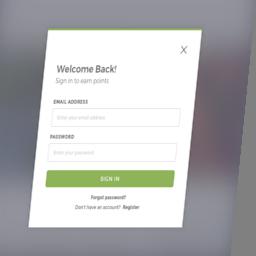 X
Welcome Back!
Sign in to earn points
EMAIL ADDRESS
Enter your email address
PASSWORD
Enter your password
SIGN IN
Forgot password?
Don't have an account? Register